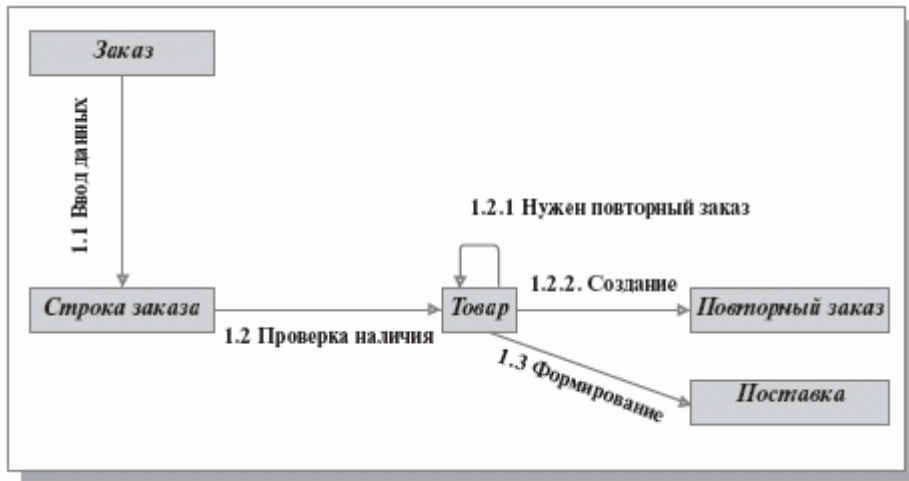 Заказ
1.1 Ввод данных
1.2.1 Нужен повторный заказ
1.2.2. Создание
Строка заказа
Товар
Повторный заказ
1.2 Проверка наличия
1.3 Формирование
Поставка